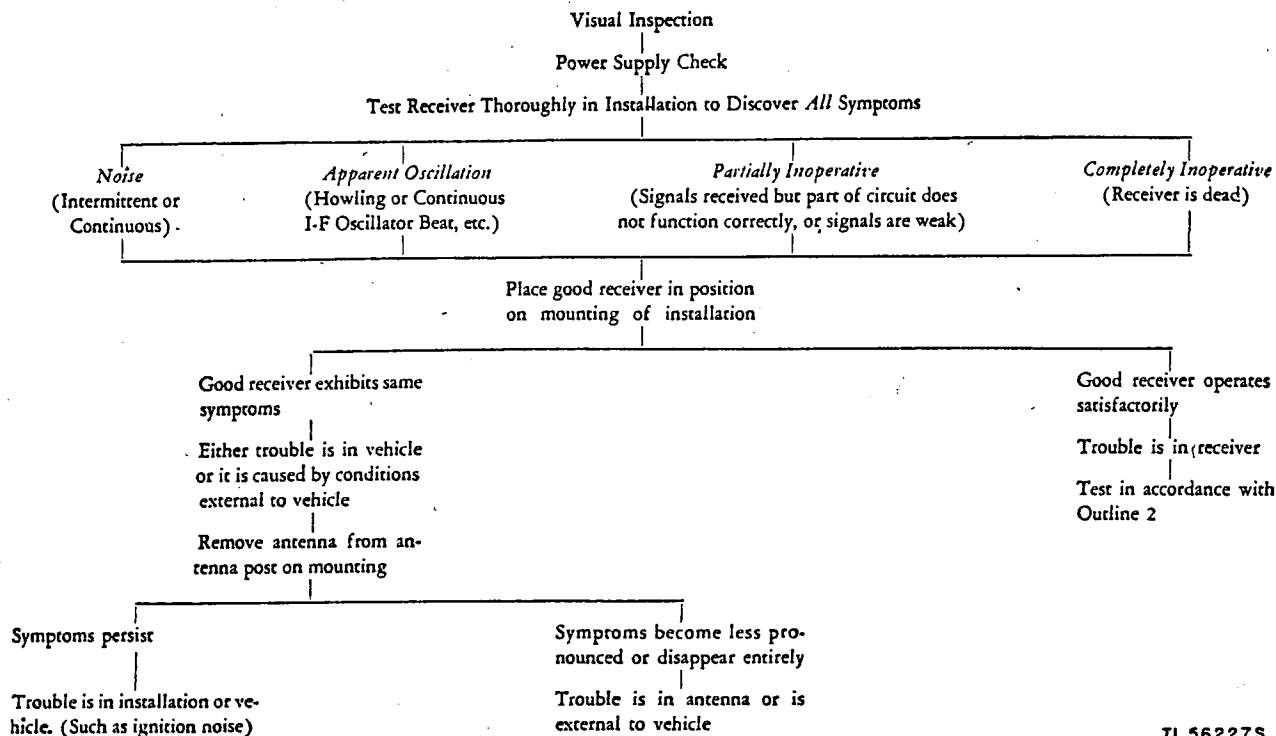 Visual Inspection
Power Supply Check
Test Receiver Thoroughly in Installation to Discover All Symptoms
Noise
(Intermittent or
Continuous)
Apparent Oscillation
(Howling or Continuous
I-F Oscillator Beat, etc.)
Partially Inoperative
(Signals received but part of circuit does
not function correctly, or signals are weak)
Completely Inoperative
(Receiver is dead)
Place good receiver in position
on mounting of installation
Good receiver exhibits same
symptoms
Either trouble is in vehicle
or it is caused by conditions
external to vehicle
Remove antenna from an-
tenna post on mounting
Good receiver operates
satisfactorily
Trouble is in receiver
Test in accordance with
Outline 2
Symptoms persist
Trouble is in installation or ve-
hicle. (Such as ignition noise)
Symptoms become less pro-
nounced or disappear entirely
Trouble is in antenna or is
external to vehicle
TL 56227S